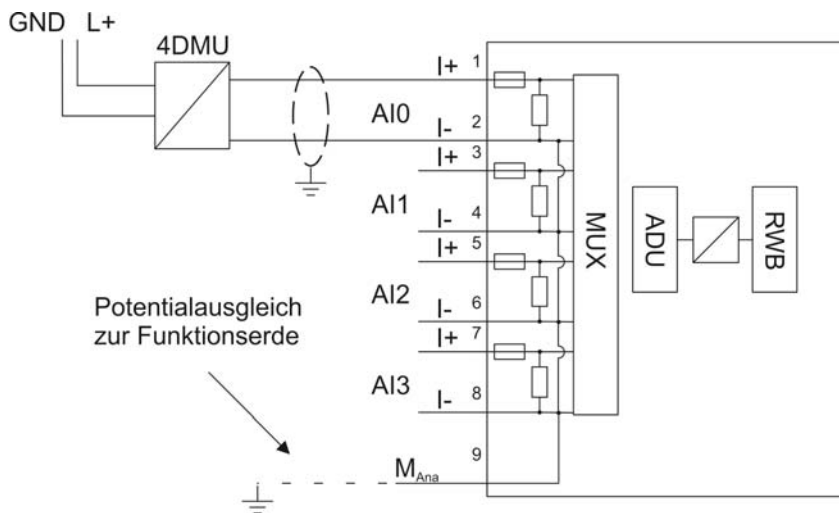 GND L+
4DMU
I+ 1
AI0
I- 2
I+ 3
AI1
I- 4
I+ 5
AI2
I- 6
I+ 7
AI3
I- 8
9
MAna
MUX
ADU
RWB
Potentialausgleich
zur Funktionserde